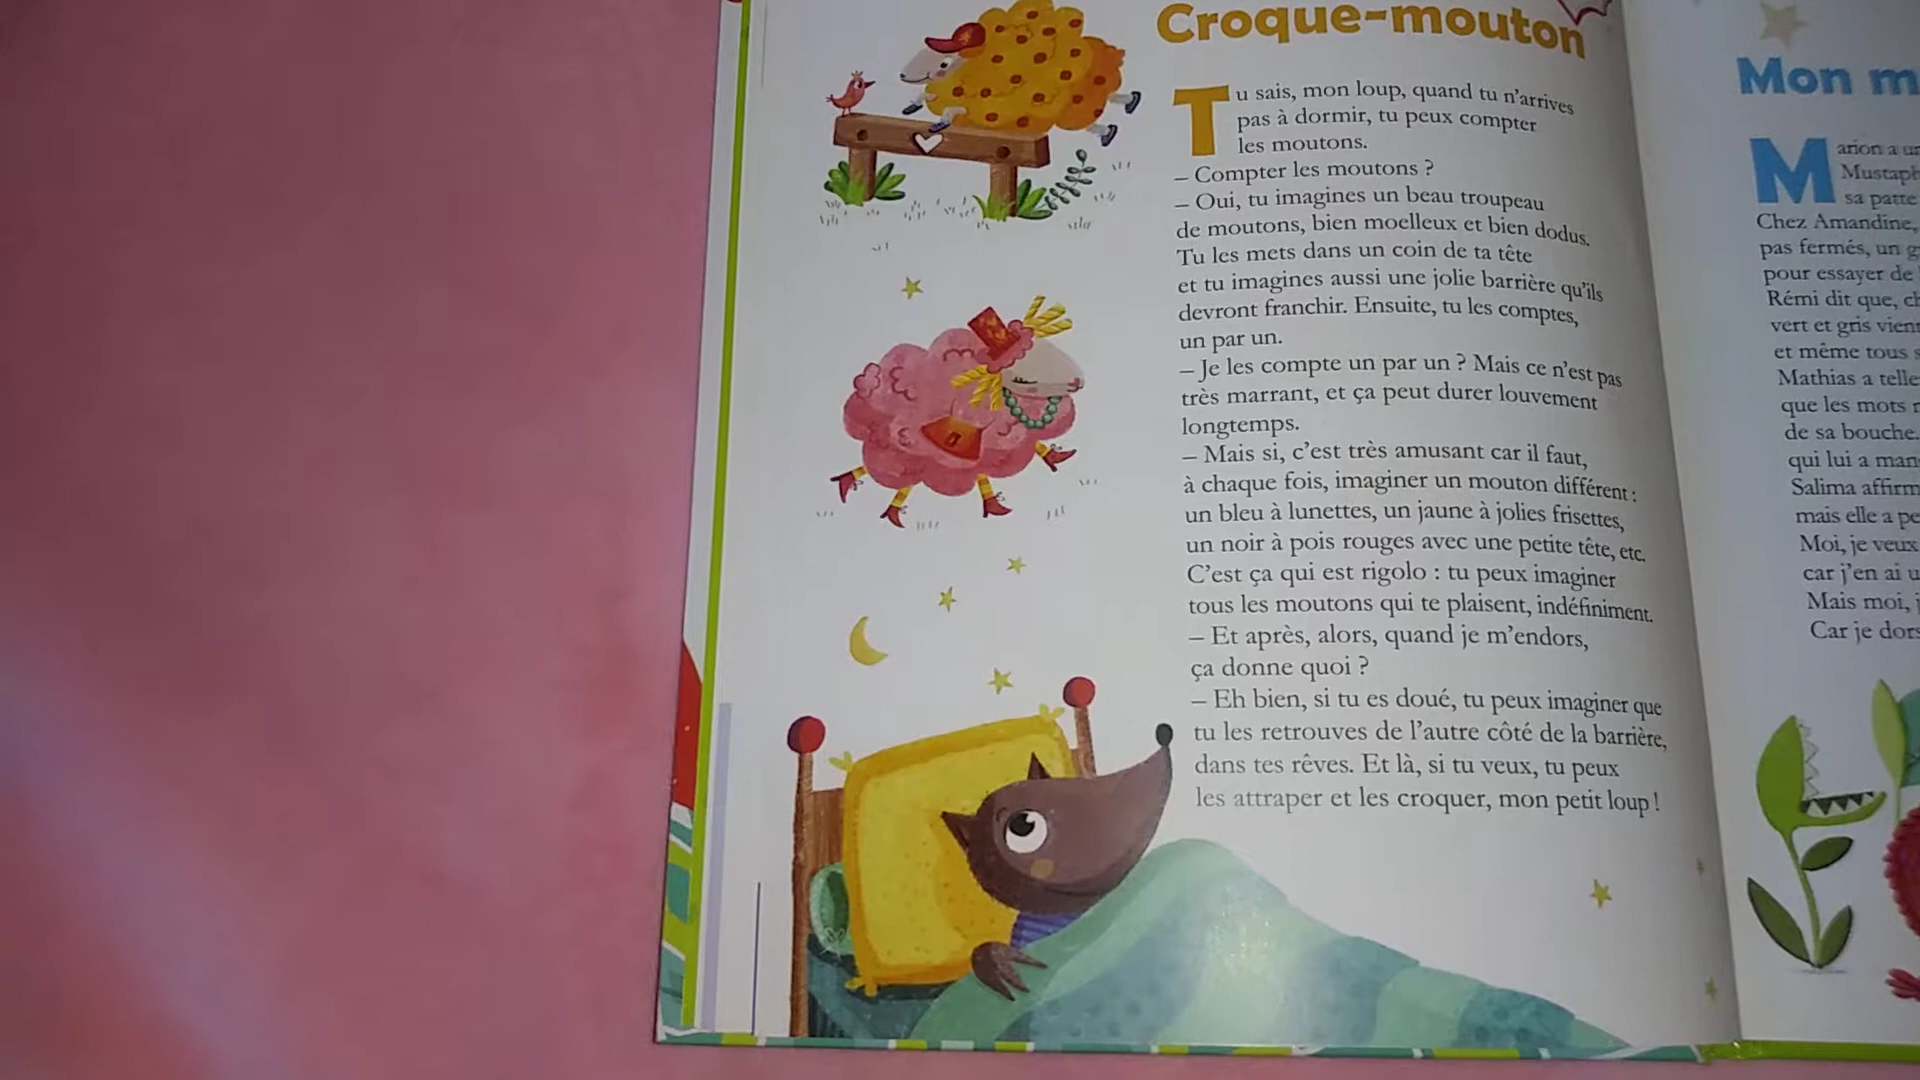 Croque-mouton
Tu sais, mon loup, quand tu n'arrives
pas à dormir, tu peux compter
les moutons.
– Compter les moutons ?
– Oui, tu imagines un beau troupeau
de moutons, bien moelleux et bien dodus.
Tu les mets dans un coin de ta tête
et tu imagines aussi une jolie barrière qu'ils
devront franchir. Ensuite, tu les comptes,
un par un.
– Je les compte un par un ? Mais ce n'est pas
très marrant, et ça peut durer louvement
longtemps.
– Mais si, c'est très amusant car il faut,
à chaque fois, imaginer un mouton différent :
un bleu à lunettes, un jaune à jolies frisettes,
un noir à pois rouges avec une petite tête, etc.
C'est ça qui est rigolo : tu peux imaginer
tous les moutons qui te plaisent, indéfiniment.
– Et après, alors, quand je m'endors,
ça donne quoi ?
– Eh bien, si tu es doué, tu peux imaginer que
tu les retrouves de l'autre côté de la barrière,
dans tes rêves. Et là, si tu veux, tu peux
les attraper et les croquer, mon petit loup !
Mon
Marion a
sa patte
Chez Amandine,
pas fermés, un
pour essayer de
Rémi dit que,
vert et gris
et même tous
Mathias a
que les mots
de sa bouche.
qui lui a
Salima
mais elle a
Moi, je veux
car j'en ai
Mais moi,
Car je